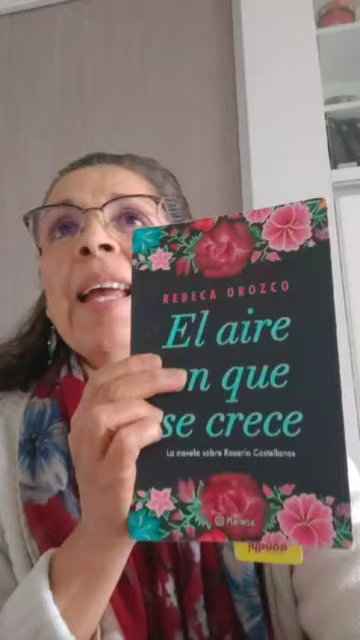 REBECA OROZCO
El aire
en que
se crece
La novela sobre Rosario Castellanos
Planeta